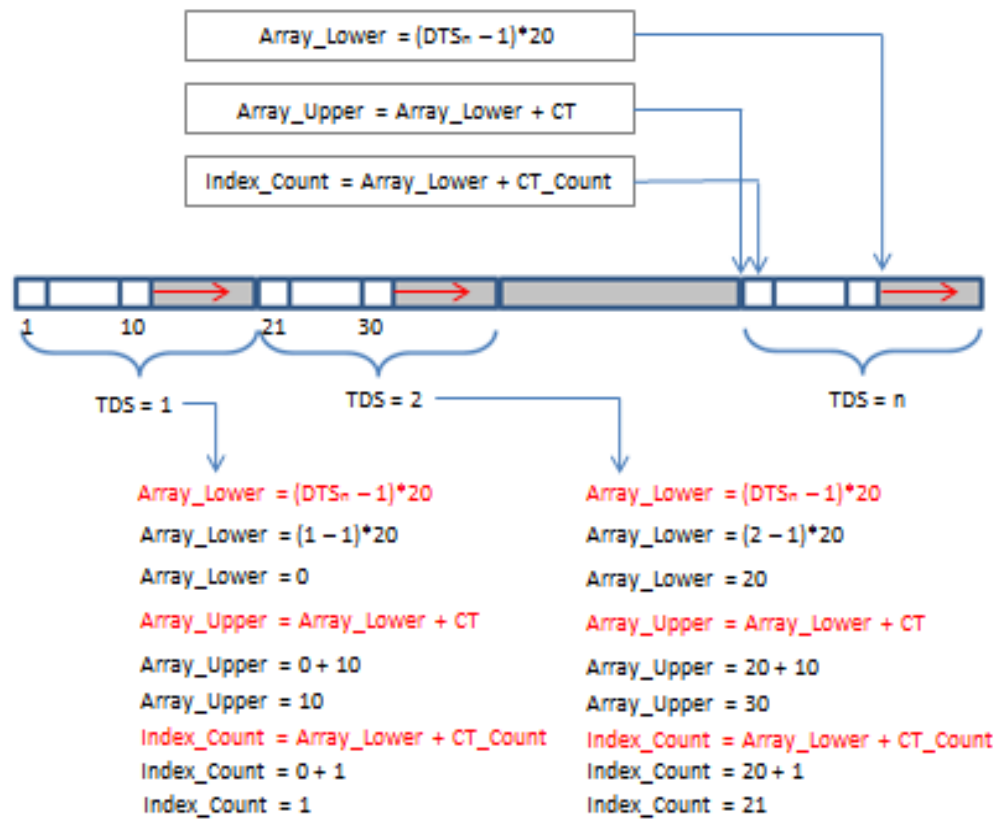 Array_Lower = (DTSₙ – 1)*20
Array_Upper = Array_Lower + CT
Index_Count = Array_Lower + CT_Count
1 10 21 30
TDS = 1 TDS = 2 TDS = n
Array_Lower = (DTSₙ – 1)*20
Array_Lower = (1 – 1)*20
Array_Lower = 0
Array_Upper = Array_Lower + CT
Array_Upper = 0 + 10
Array_Upper = 10
Index_Count = Array_Lower + CT_Count
Index_Count = 0 + 1
Index_Count = 1
Array_Lower = (DTSₙ – 1)*20
Array_Lower = (2 – 1)*20
Array_Lower = 20
Array_Upper = Array_Lower + CT
Array_Upper = 20 + 10
Array_Upper = 30
Index_Count = Array_Lower + CT_Count
Index_Count = 20 + 1
Index_Count = 21